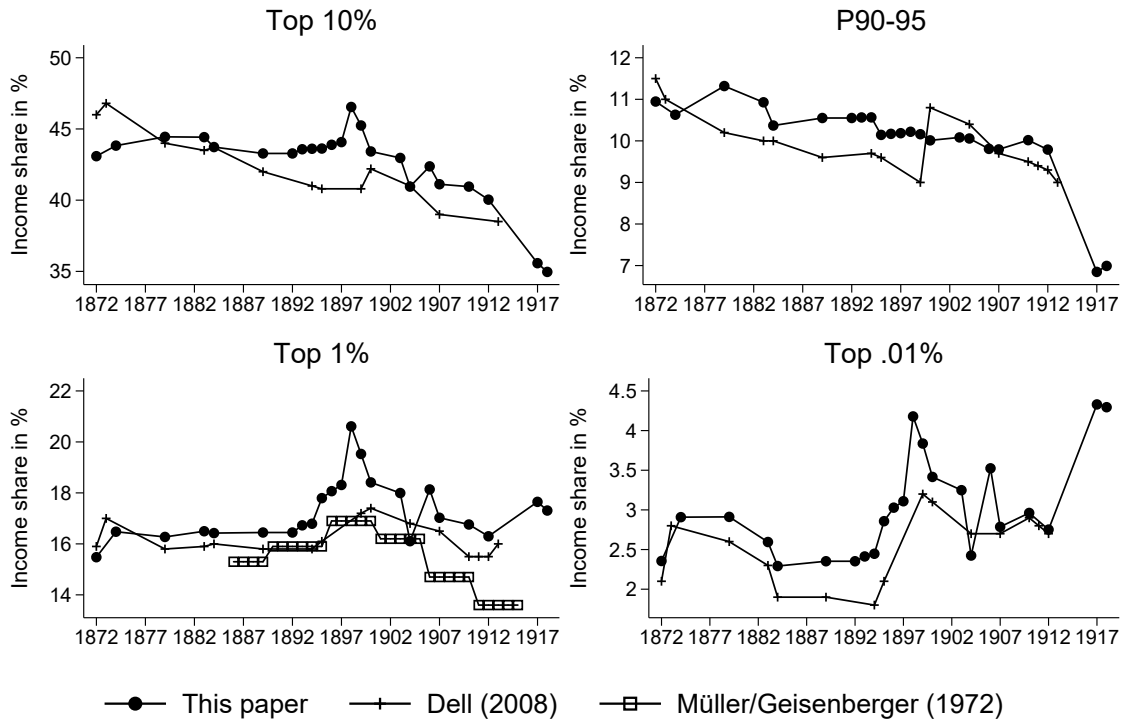 Top 10%
Income share in %
50
45
40
35
1872 1877 1882 1887 1892 1897 1902 1907 1912 1917
P90-95
Income share in %
12
11
10
9
8
7
1872 1877 1882 1887 1892 1897 1902 1907 1912 1917
Top 1%
Income share in %
22
20
18
16
14
1872 1877 1882 1887 1892 1897 1902 1907 1912 1917
Top .01%
Income share in %
4.5
4
3.5
3
2.5
2
1872 1877 1882 1887 1892 1897 1902 1907 1912 1917
This paper Dell (2008) Müller/Geisenberger (1972)